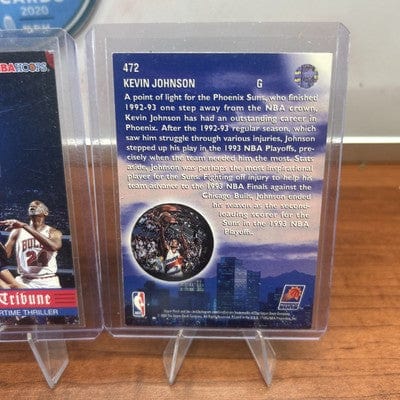 CARDS
2020
NBA HOOPS
Tribune
RTIME THRILLER
472
KEVIN JOHNSON G
A point of light for the Phoenix Suns, who finished
1992-93 one step away from the NBA crown,
Kevin Johnson has had an outstanding career in
Phoenix. After the 1992-93 regular season, which
saw him struggle through various injuries, Johnson
stepped up his play in the 1993 NBA Playoffs, pre-
cisely when the team needed him the most. Stats
aside, Johnson was perhaps the most inspirational
player for the Suns. Fighting off injury to help his
team advance to the 1993 NBA Finals against the
Chicago Bulls, Johnson ended
his season as the second-
leading scorer for the
Suns in the 1993 NBA
Playoffs.
BULLS
NBA